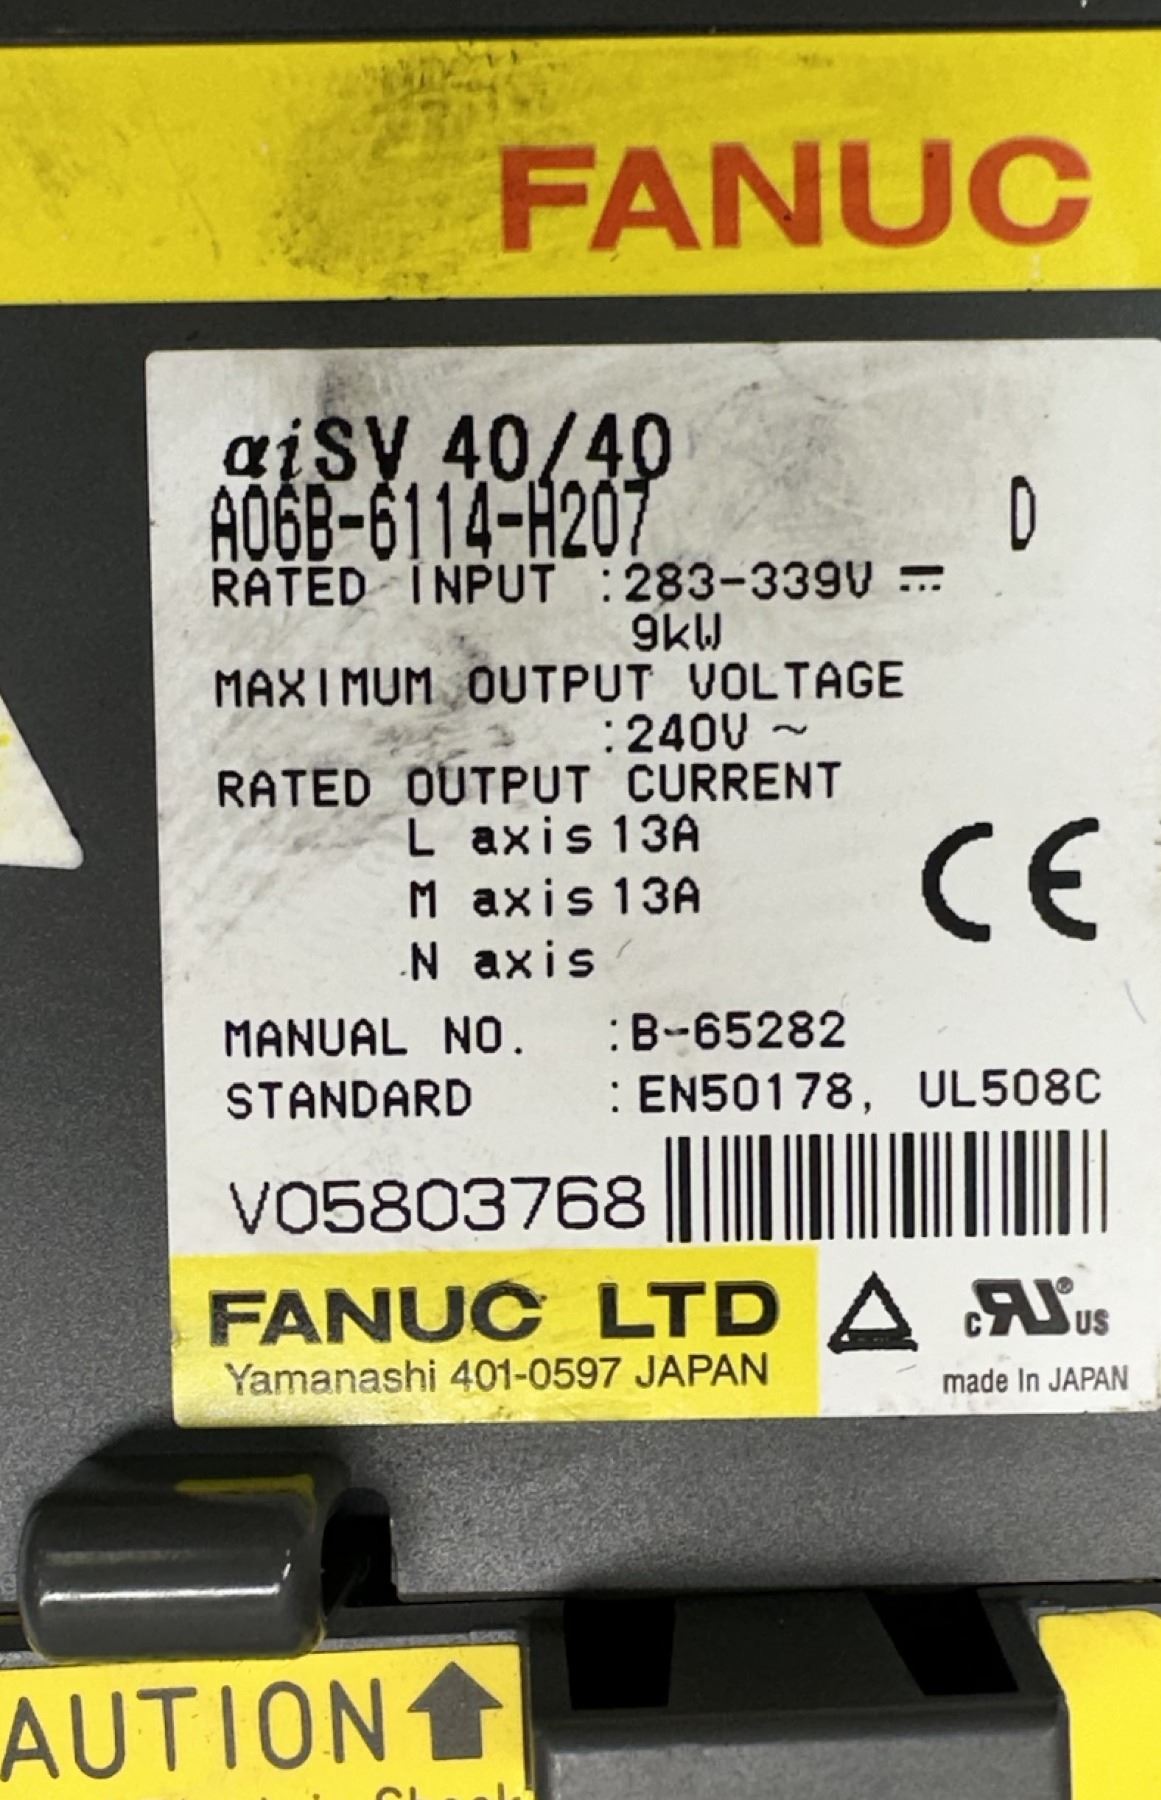 FANUC
αiSV 40/40
A06B-6114-H207 D
RATED INPUT :283-339V ⎓
9kW
MAXIMUM OUTPUT VOLTAGE
:240V ~
RATED OUTPUT CURRENT
L axis 13A
M axis 13A
N axis
CE
MANUAL NO. :B-65282
STANDARD :EN50178, UL508C
V05803768
FANUC LTD
Yamanashi 401-0597 JAPAN
c RU® US
made In JAPAN
AUTION